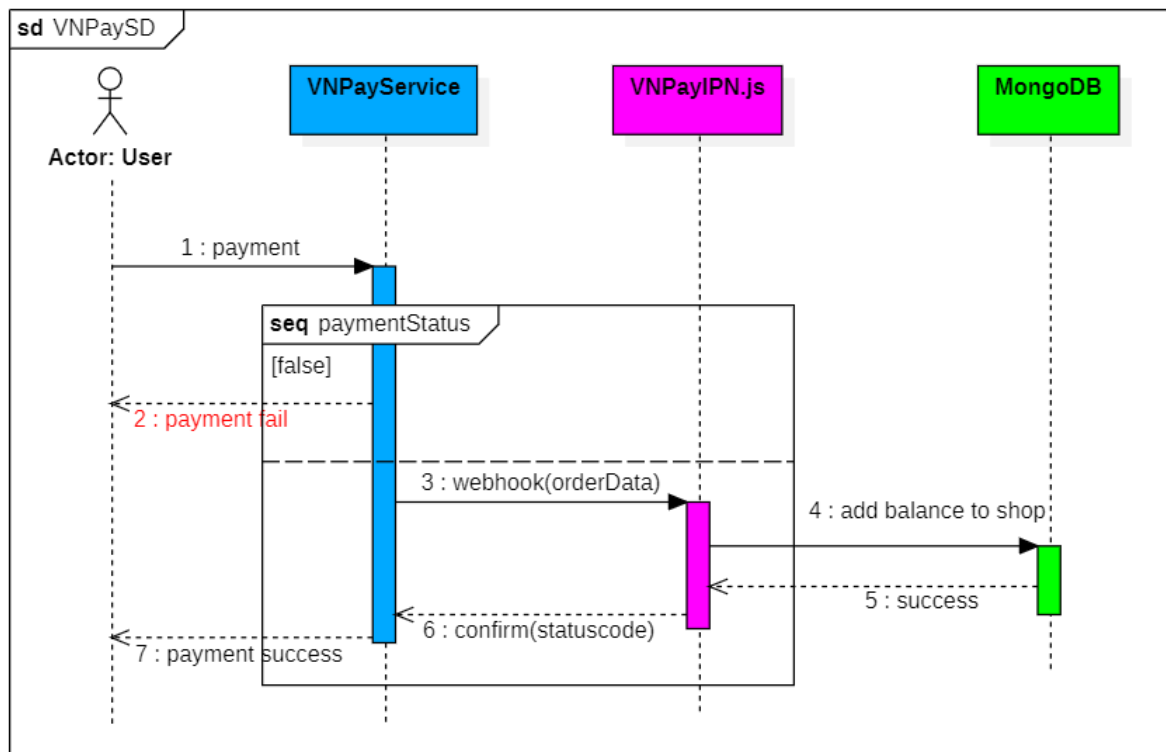 sd VNPaySD
VNPayService
VNPayIPN.js
MongoDB
Actor: User
1 : payment
seq paymentStatus
[false]
2 : payment fail
3 : webhook(orderData)
4 : add balance to shop
5 : success
6 : confirm(statuscode)
7 : payment success